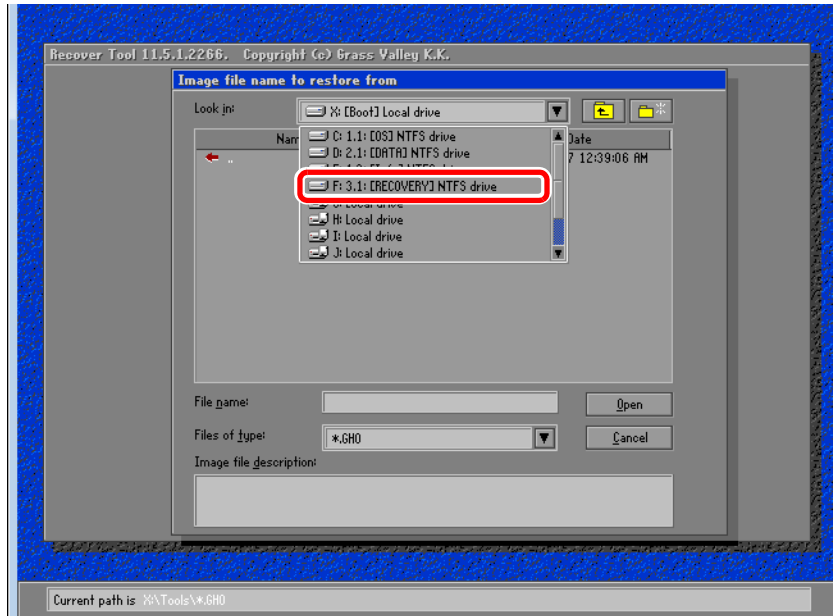 Recover Tool 11.5.1.2266. Copyright (c) Grass Valley K.K.
Image file name to restore from
Look in:
X: [Boot] Local drive
Date
C: 1.1: [OS] NTFS drive
D: 2.1: [DATA] NTFS drive
..
7 12:39:06 AM
F: 3.1: [RECOVERY] NTFS drive
H: Local drive
I: Local drive
J: Local drive
File name:
Open
Files of type:
*.GHO
Cancel
Image file description:
Current path is X:\Tools\*.GHO